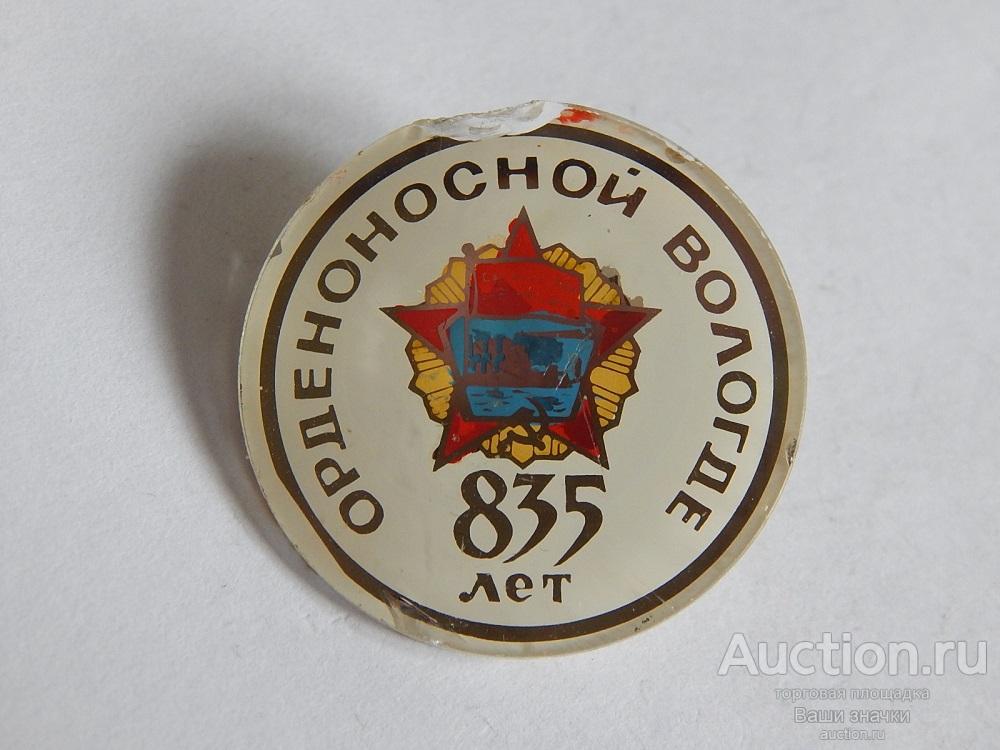 ОРДЕНОНОСНОЙ ВОЛОГДЕ
835
лет
Auction.ru
торговая площадка
Ваши значки
auction.ru